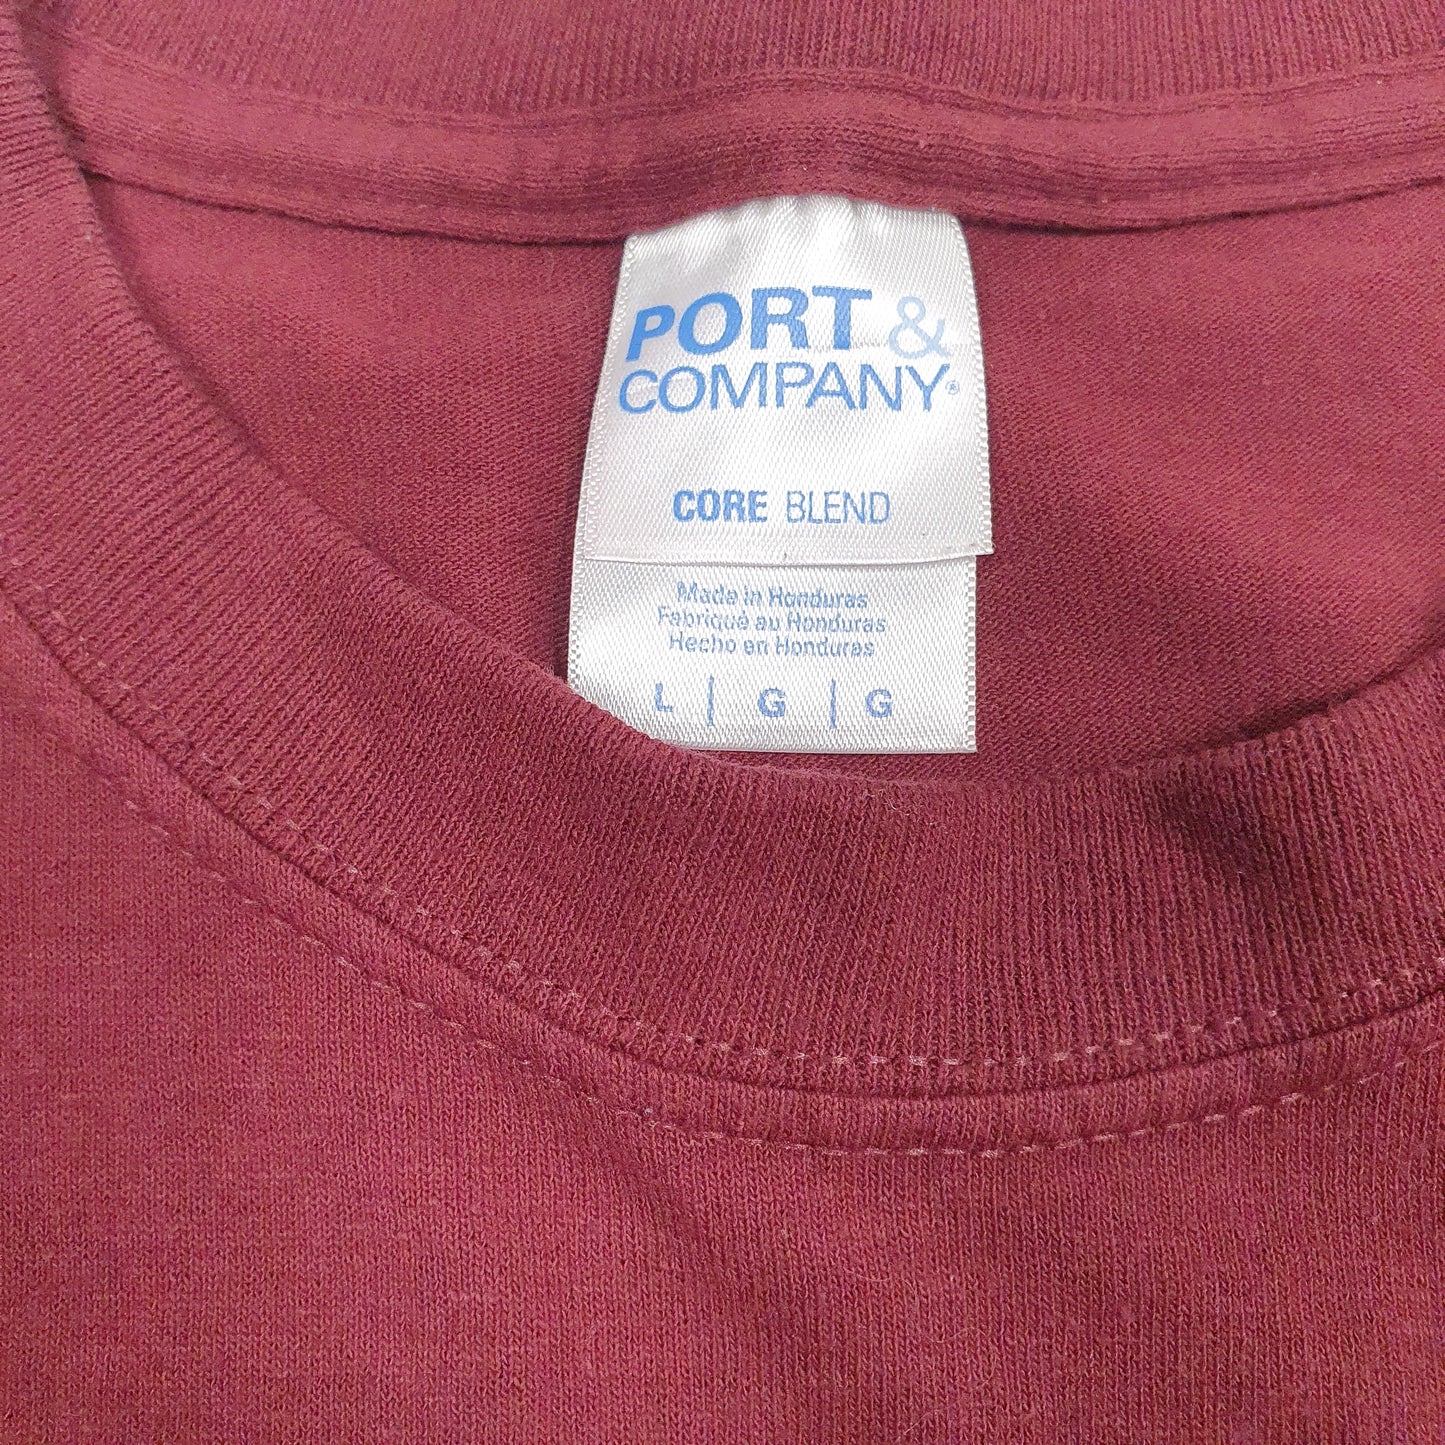 PORT &
COMPANY®
CORE BLEND
Made in Honduras
Fabriqué au Honduras
Hecho en Honduras
L | G | G